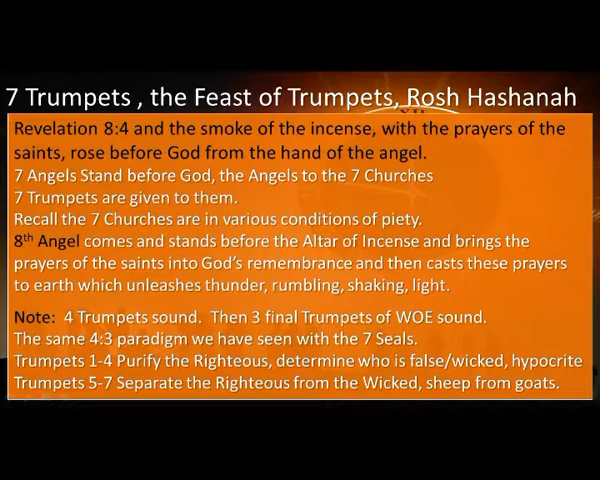 7 Trumpets , the Feast of Trumpets, Rosh Hashanah
Revelation 8:4 and the smoke of the incense, with the prayers of the
saints, rose before God from the hand of the angel.
7 Angels Stand before God, the Angels to the 7 Churches
7 Trumpets are given to them.
Recall the 7 Churches are in various conditions of piety.
8th Angel comes and stands before the Altar of Incense and brings the
prayers of the saints into God's remembrance and then casts these prayers
to earth which unleashes thunder, rumbling, shaking, light.
Note: 4 Trumpets sound. Then 3 final Trumpets of WOE sound.
The same 4:3 paradigm we have seen with the 7 Seals.
Trumpets 1-4 Purify the Righteous, determine who is false/wicked, hypocrite
Trumpets 5-7 Separate the Righteous from the Wicked, sheep from goats.